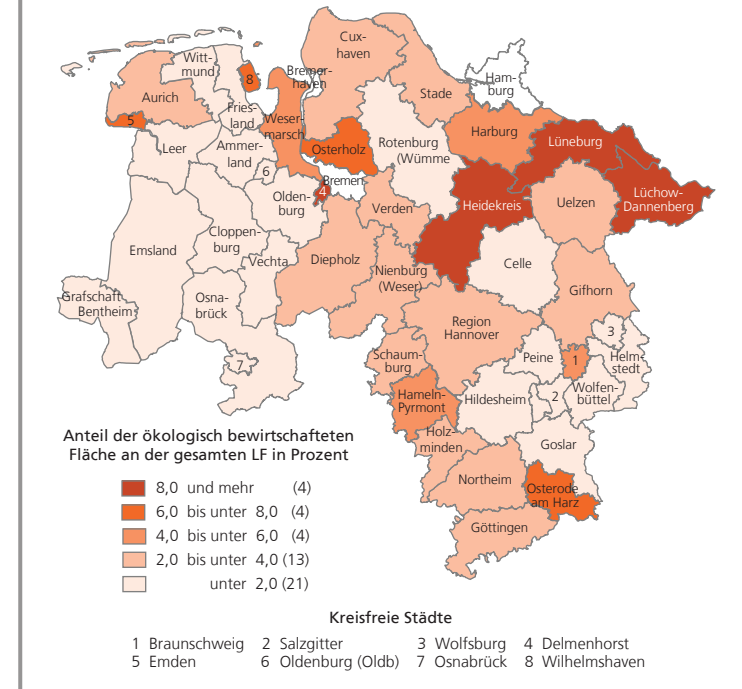 Cux-
haven
Witt-
mund
8
Bremer-
haven
Ham-
burg
Aurich
Stade
Fries-
land
Weser-
marsch
5
Harburg
Lüneburg
Leer
Ammer-
land
Osterholz
Rotenburg
(Wümme
6
Bremen
4
Oldenburg
Verden
Heidekreis
Uelzen
Lüchow-
Dannenberg
Cloppen-
burg
Emsland
Vechta
Diepholz
Nienburg
(Weser)
Celle
Gifhorn
Grafschaft
Bentheim
Osna-
brück
Region
Hannover
3
Schaum-
burg
Peine
1
Helm-
stedt
7
Hameln-
Pyrmont
Hildesheim
2
Wolfen-
büttel
Holz-
minden
Goslar
Northeim
Osterode
am Harz
Göttingen
Anteil der ökologisch bewirtschafteten
Fläche an der gesamten LF in Prozent
8,0 und mehr (4)
6,0 bis unter 8,0 (4)
4,0 bis unter 6,0 (4)
2,0 bis unter 4,0 (13)
unter 2,0 (21)
Kreisfreie Städte
1 Braunschweig 2 Salzgitter 3 Wolfsburg 4 Delmenhorst
5 Emden 6 Oldenburg (Oldb) 7 Osnabrück 8 Wilhelmshaven